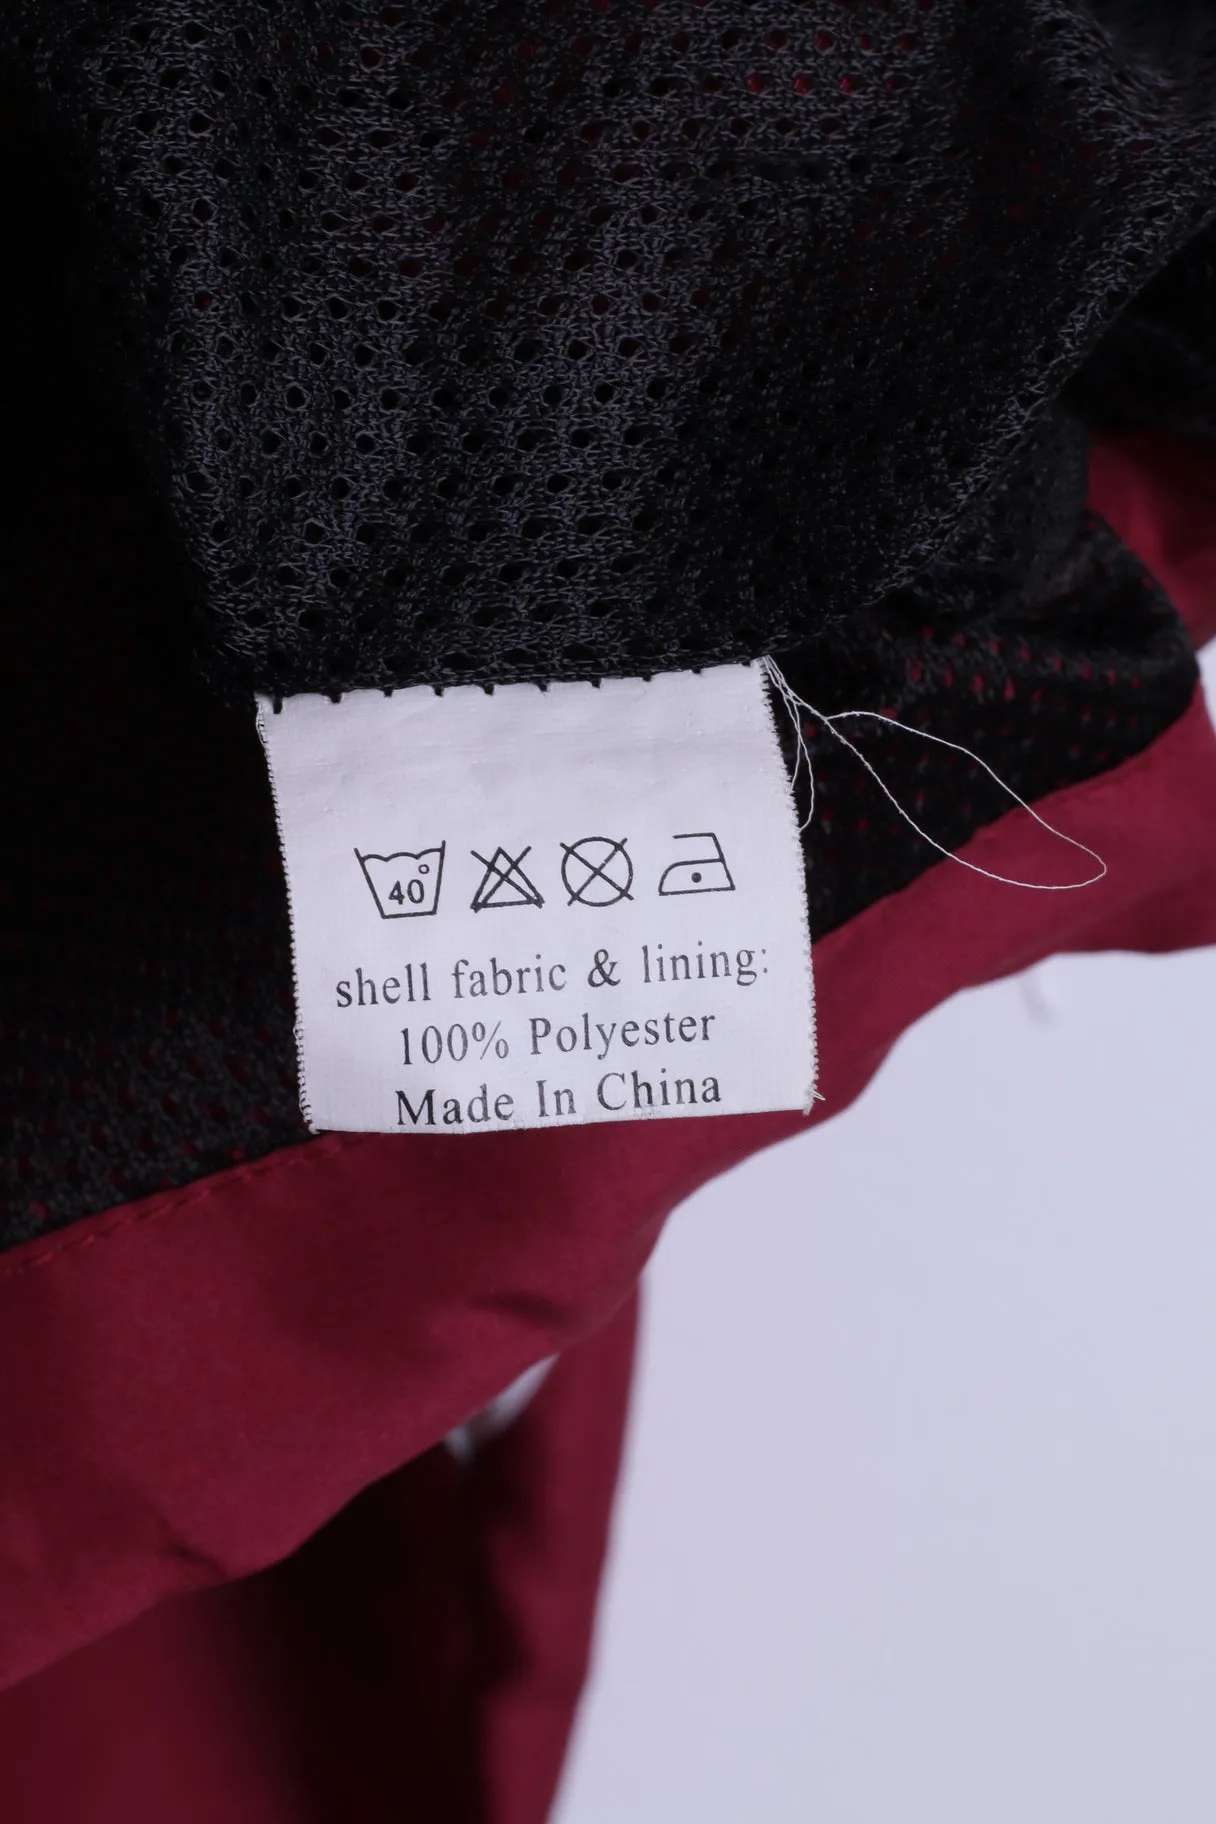 40°
shell fabric & lining:
100% Polyester
Made In China